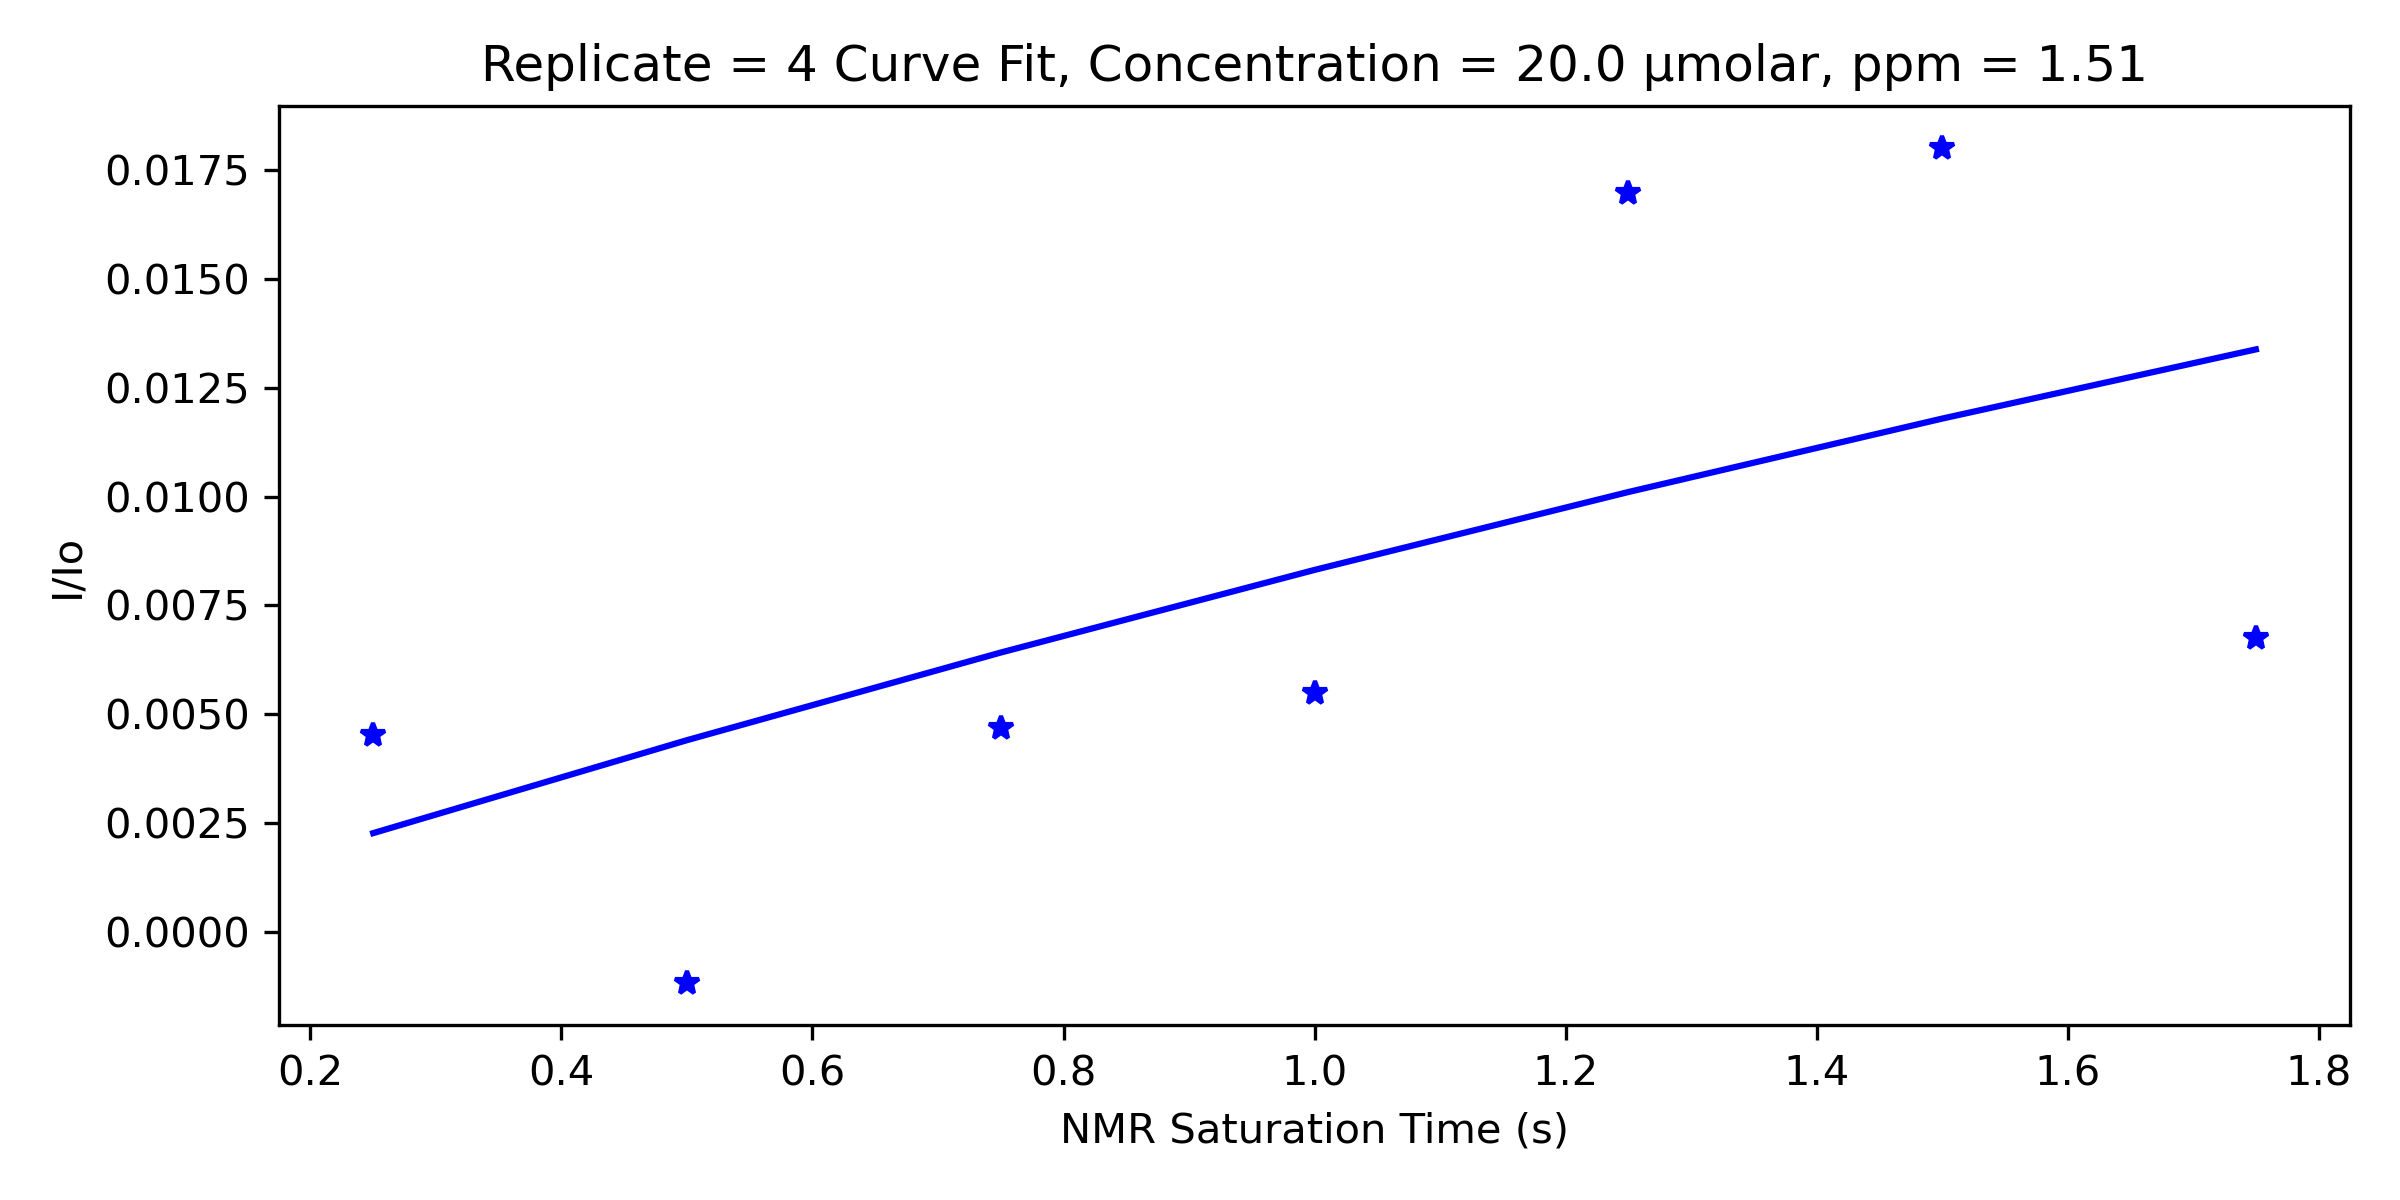 Replicate = 4 Curve Fit, Concentration = 20.0 µmolar, ppm = 1.51
0.0175
0.0150
0.0125
0.0100
0.0075
0.0050
0.0025
0.0000
I/Io
0.2 0.4 0.6 0.8 1.0 1.2 1.4 1.6 1.8
NMR Saturation Time (s)